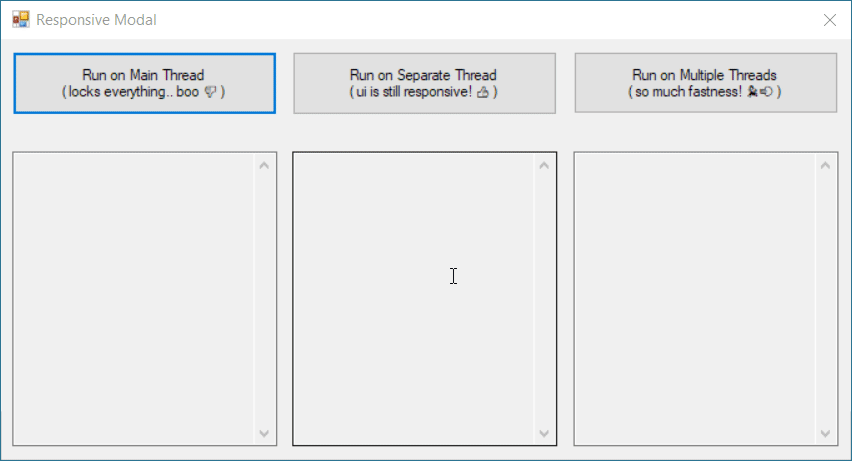 Responsive Modal
Run on Main Thread
( locks everything.. boo 👎 )
Run on Separate Thread
( ui is still responsive! 👍 )
Run on Multiple Threads
( so much fastness! )